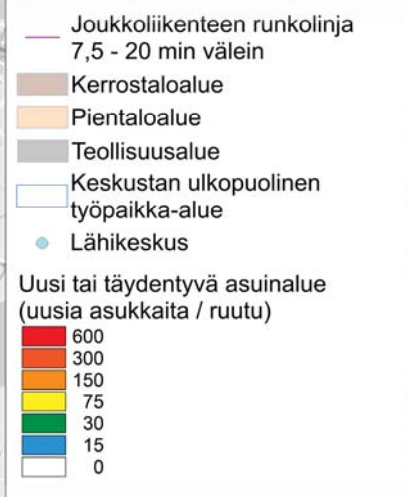 Joukkoliikenteen runkolinja
7,5 - 20 min välein
Kerrostaloalue
Pientaloalue
Teollisuusalue
Keskustan ulkopuolinen
työpaikka-alue
Lähikeskus
Uusi tai täydentyvä asuinalue
(uusia asukkaita / ruutu)
600
300
150
75
30
15
0